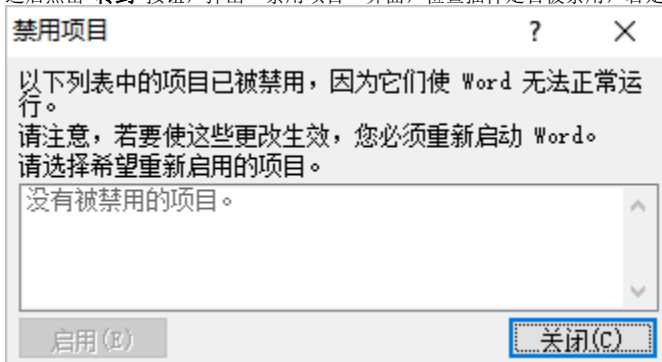 禁用项目
?
以下列表中的项目已被禁用，因为它们使 Word 无法正常运
行。
请注意，若要使这些更改生效，您必须重新启动 Word。
请选择希望重新启用的项目。
没有被禁用的项目。
启用(E)
关闭(C)